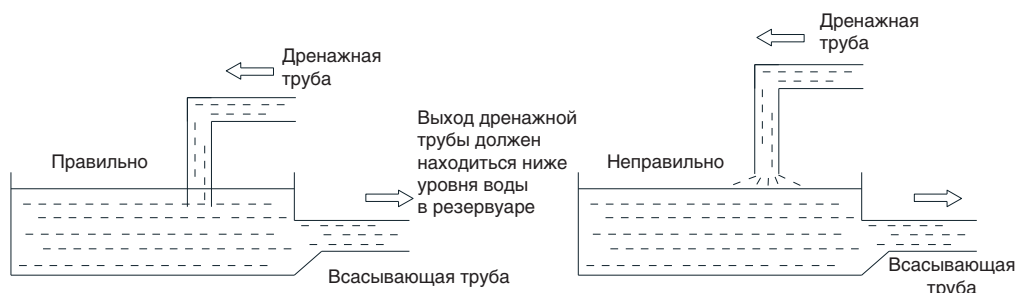 Дренажная
труба
Правильно
Выход дренажной
трубы должен
находиться ниже
уровня воды
в резервуаре
Всасывающая труба
Дренажная
труба
Неправильно
Всасывающая
труба